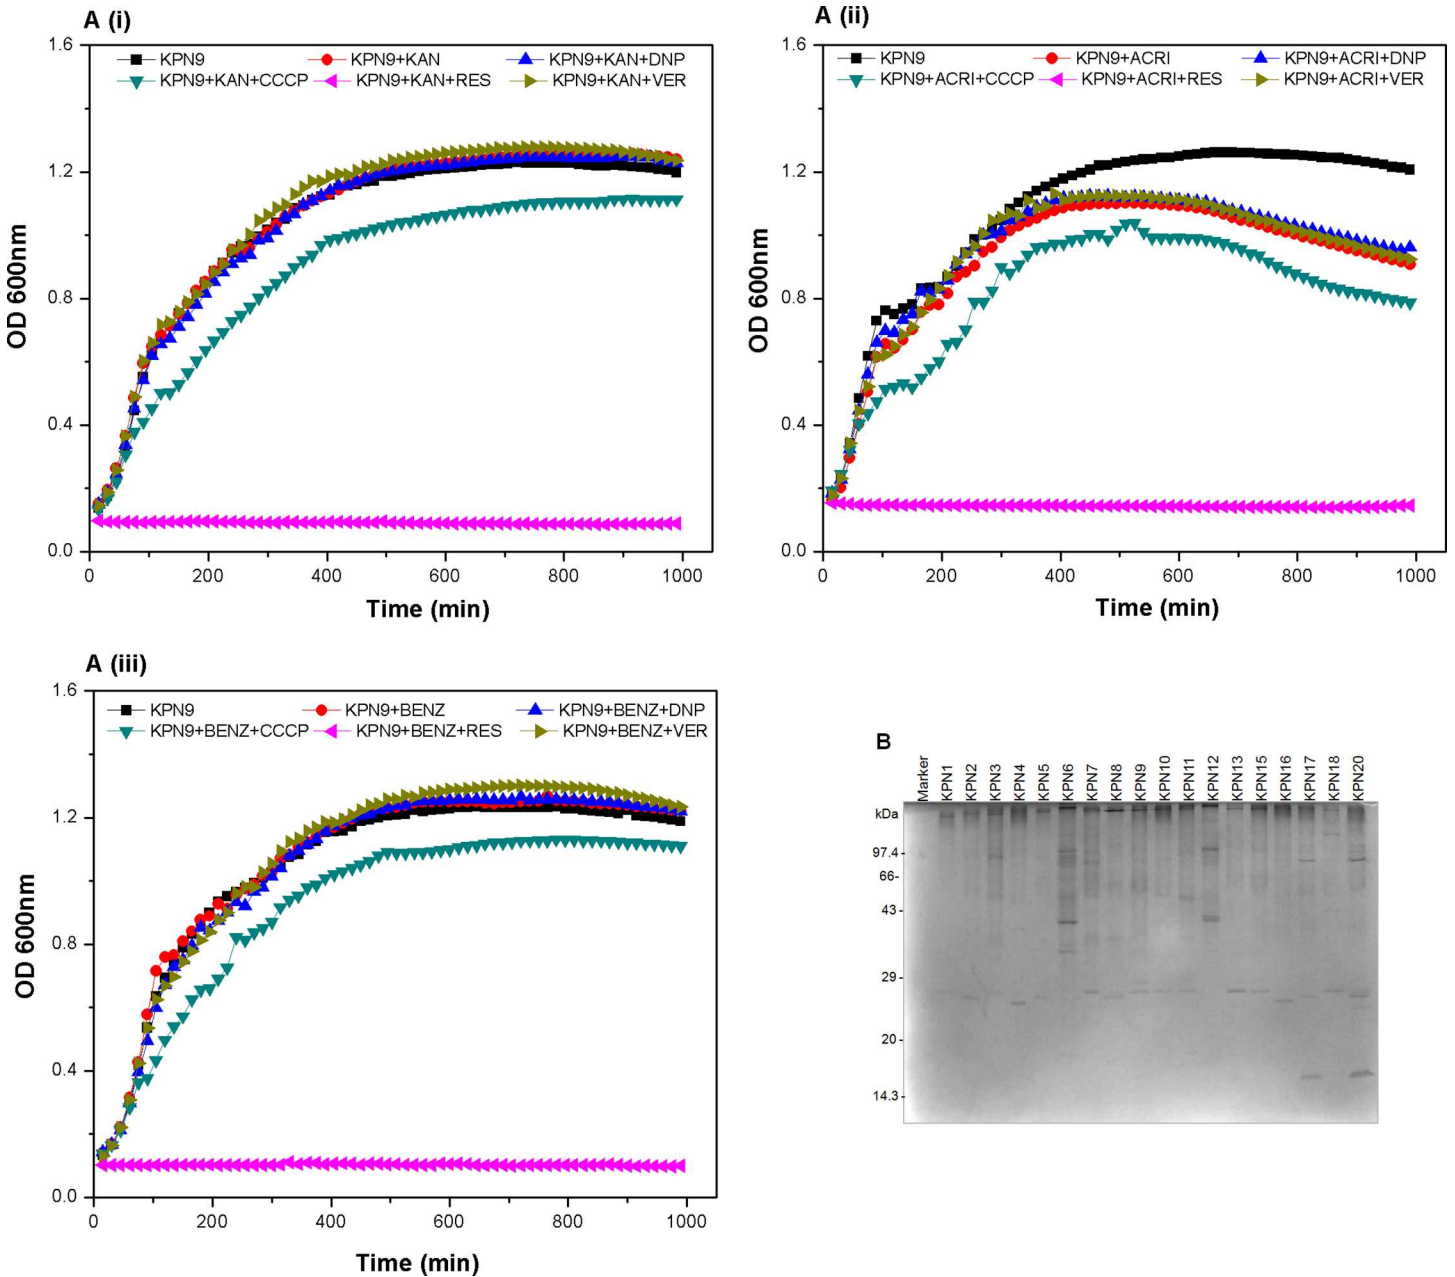 A (i)
1.6
1.2
0.8
0.4
0.0
OD 600nm
KPN9 KPN9+KAN KPN9+KAN+DNP
KPN9+KAN+CCCP KPN9+KAN+RES KPN9+KAN+VER
0 200 400 600 800 1000
Time (min)
A (ii)
1.6
1.2
0.8
0.4
0.0
OD 600nm
KPN9 KPN9+ACRI KPN9+ACRI+DNP
KPN9+ACRI+CCCP KPN9+ACRI+RES KPN9+ACRI+VER
0 200 400 600 800 1000
Time (min)
A (iii)
1.6
1.2
0.8
0.4
0.0
OD 600nm
KPN9 KPN9+BENZ KPN9+BENZ+DNP
KPN9+BENZ+CCCP KPN9+BENZ+RES KPN9+BENZ+VER
0 200 400 600 800 1000
Time (min)
B
Marker KPN1 KPN2 KPN3 KPN4 KPN5 KPN6 KPN7 KPN8 KPN9 KPN10 KPN11 KPN12 KPN13 KPN15 KPN16 KPN17 KPN18 KPN20
kDa
97.4-
66-
43-
29-
20-
14.3-